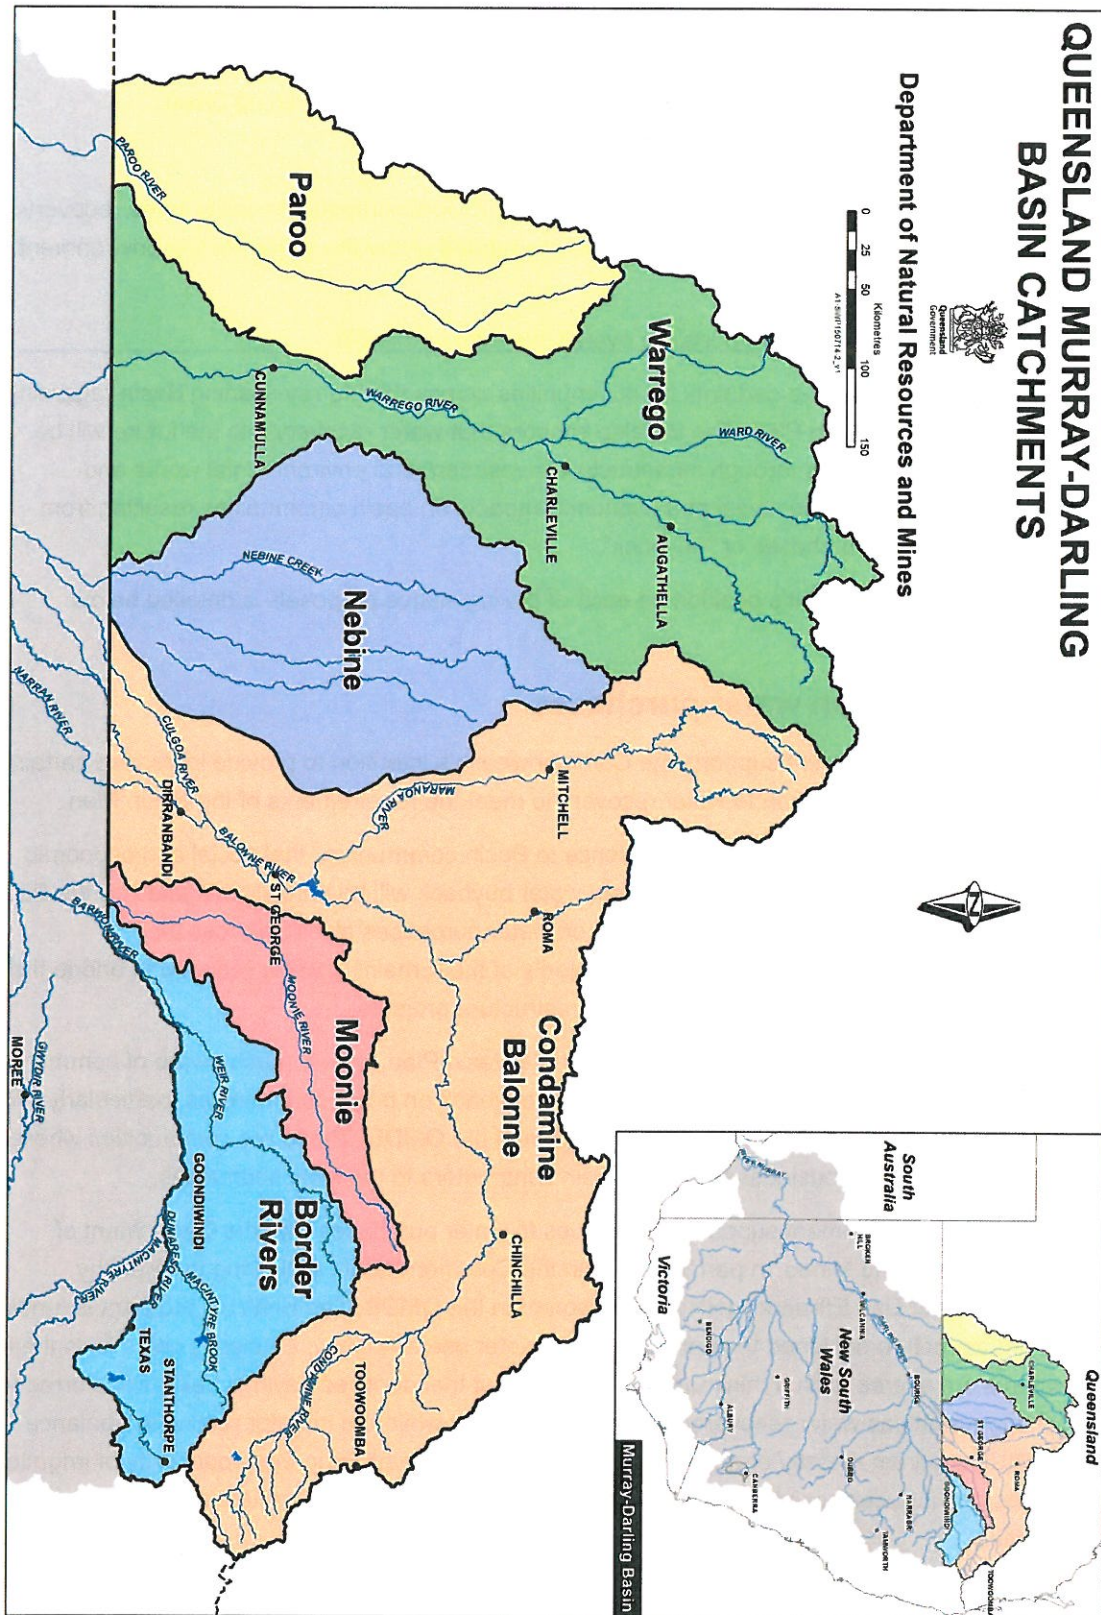 QUEENSLAND MURRAY-DARLING
BASIN CATCHMENTS
Queensland
Government
Department of Natural Resources and Mines
0 25 50 100 150
Kilometres
Warrego
WARD RIVER
AUGATHELLA
CHARLEVILLE
WARREGO RIVER
CUNNAMULLA
Paroo
PAROO RIVER
Nebine
NEBINE CREEK
MITCHELL
MARANOA RIVER
ROMA
Condamine
Balonne
CHINCHILLA
BALONNE RIVER
ST GEORGE
CULGOA RIVER
DIRRANBANDI
NARRAN RIVER
Moonie
MOONIE RIVER
BARWON RIVER
WEIR RIVER
Border
Rivers
GOONDIWINDI
DUMARESQ RIVER
MACINTYRE BROOK
MACINTYRE RIVER
TEXAS
STANTHORPE
TOOWOOMBA
CONDAMINE RIVER
GWYDIR RIVER
MOREE
N
Queensland
CHARLEVILLE
ROMA
ST GEORGE
TOOWOOMBA
GOONDIWINDI
South
Australia
BROKEN
HILL
WILCANNIA
DARLING RIVER
BOURKE
NARRABRI
TAMWORTH
New South
Wales
DUBBO
GRIFFITH
RIVER MURRAY
Victoria
BENDIGO
ALBURY
CANBERRA
Murray-Darling Basin